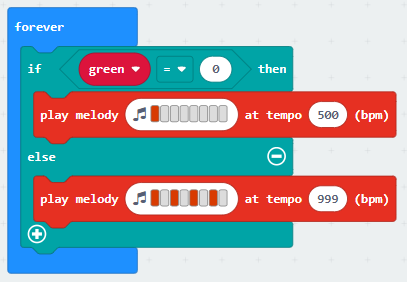 forever
if green = 0 then
play melody at tempo 500 (bpm)
else
play melody at tempo 999 (bpm)